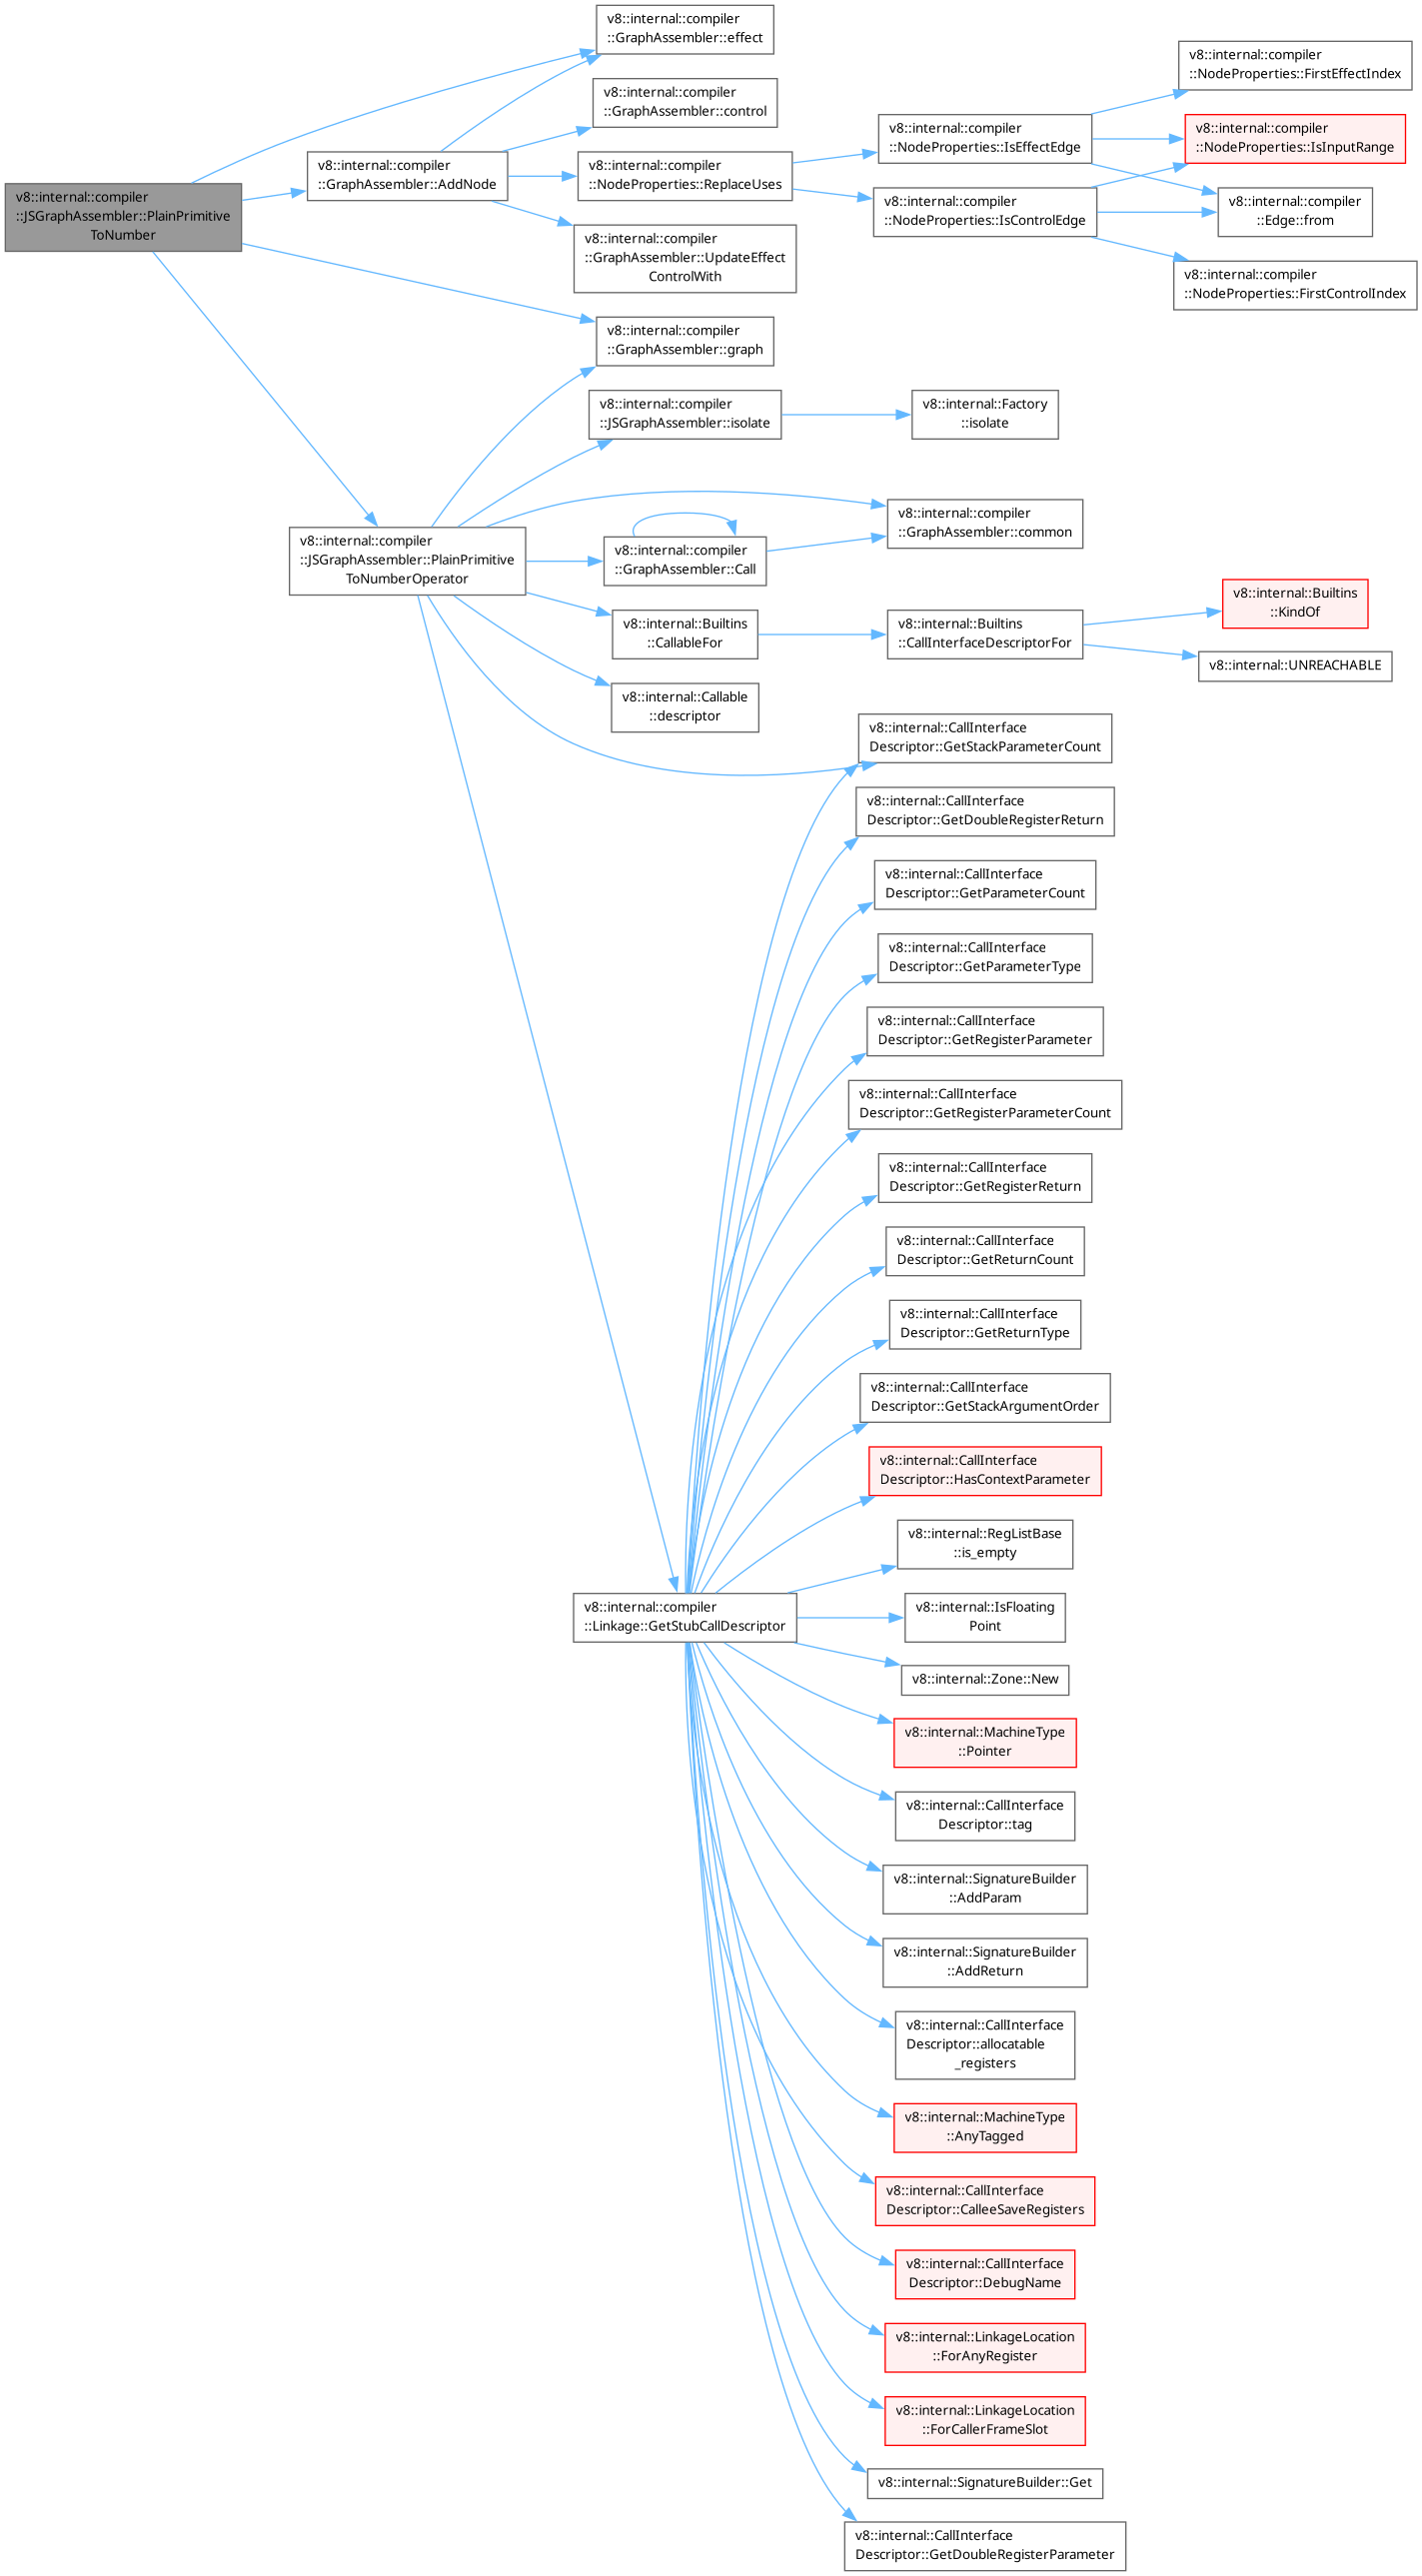 v8::internal::compiler
::JSGraphAssembler::PlainPrimitive
ToNumber
v8::internal::compiler
::GraphAssembler::effect
v8::internal::compiler
::GraphAssembler::AddNode
v8::internal::compiler
::GraphAssembler::control
v8::internal::compiler
::NodeProperties::ReplaceUses
v8::internal::compiler
::NodeProperties::IsEffectEdge
v8::internal::compiler
::NodeProperties::FirstEffectIndex
v8::internal::compiler
::NodeProperties::IsInputRange
v8::internal::compiler
::Edge::from
v8::internal::compiler
::NodeProperties::IsControlEdge
v8::internal::compiler
::NodeProperties::FirstControlIndex
v8::internal::compiler
::GraphAssembler::UpdateEffect
ControlWith
v8::internal::compiler
::GraphAssembler::graph
v8::internal::compiler
::JSGraphAssembler::PlainPrimitive
ToNumberOperator
v8::internal::compiler
::JSGraphAssembler::isolate
v8::internal::Factory
::isolate
v8::internal::compiler
::GraphAssembler::common
v8::internal::compiler
::GraphAssembler::Call
v8::internal::Builtins
::CallableFor
v8::internal::Builtins
::CallInterfaceDescriptorFor
v8::internal::Builtins
::KindOf
v8::internal::UNREACHABLE
v8::internal::Callable
::descriptor
v8::internal::CallInterface
Descriptor::GetStackParameterCount
v8::internal::compiler
::Linkage::GetStubCallDescriptor
v8::internal::CallInterface
Descriptor::GetDoubleRegisterReturn
v8::internal::CallInterface
Descriptor::GetParameterCount
v8::internal::CallInterface
Descriptor::GetParameterType
v8::internal::CallInterface
Descriptor::GetRegisterParameter
v8::internal::CallInterface
Descriptor::GetRegisterParameterCount
v8::internal::CallInterface
Descriptor::GetRegisterReturn
v8::internal::CallInterface
Descriptor::GetReturnCount
v8::internal::CallInterface
Descriptor::GetReturnType
v8::internal::CallInterface
Descriptor::GetStackArgumentOrder
v8::internal::CallInterface
Descriptor::HasContextParameter
v8::internal::RegListBase
::is_empty
v8::internal::IsFloating
Point
v8::internal::Zone::New
v8::internal::MachineType
::Pointer
v8::internal::CallInterface
Descriptor::tag
v8::internal::SignatureBuilder
::AddParam
v8::internal::SignatureBuilder
::AddReturn
v8::internal::CallInterface
Descriptor::allocatable
_registers
v8::internal::MachineType
::AnyTagged
v8::internal::CallInterface
Descriptor::CalleeSaveRegisters
v8::internal::CallInterface
Descriptor::DebugName
v8::internal::LinkageLocation
::ForAnyRegister
v8::internal::LinkageLocation
::ForCallerFrameSlot
v8::internal::SignatureBuilder::Get
v8::internal::CallInterface
Descriptor::GetDoubleRegisterParameter